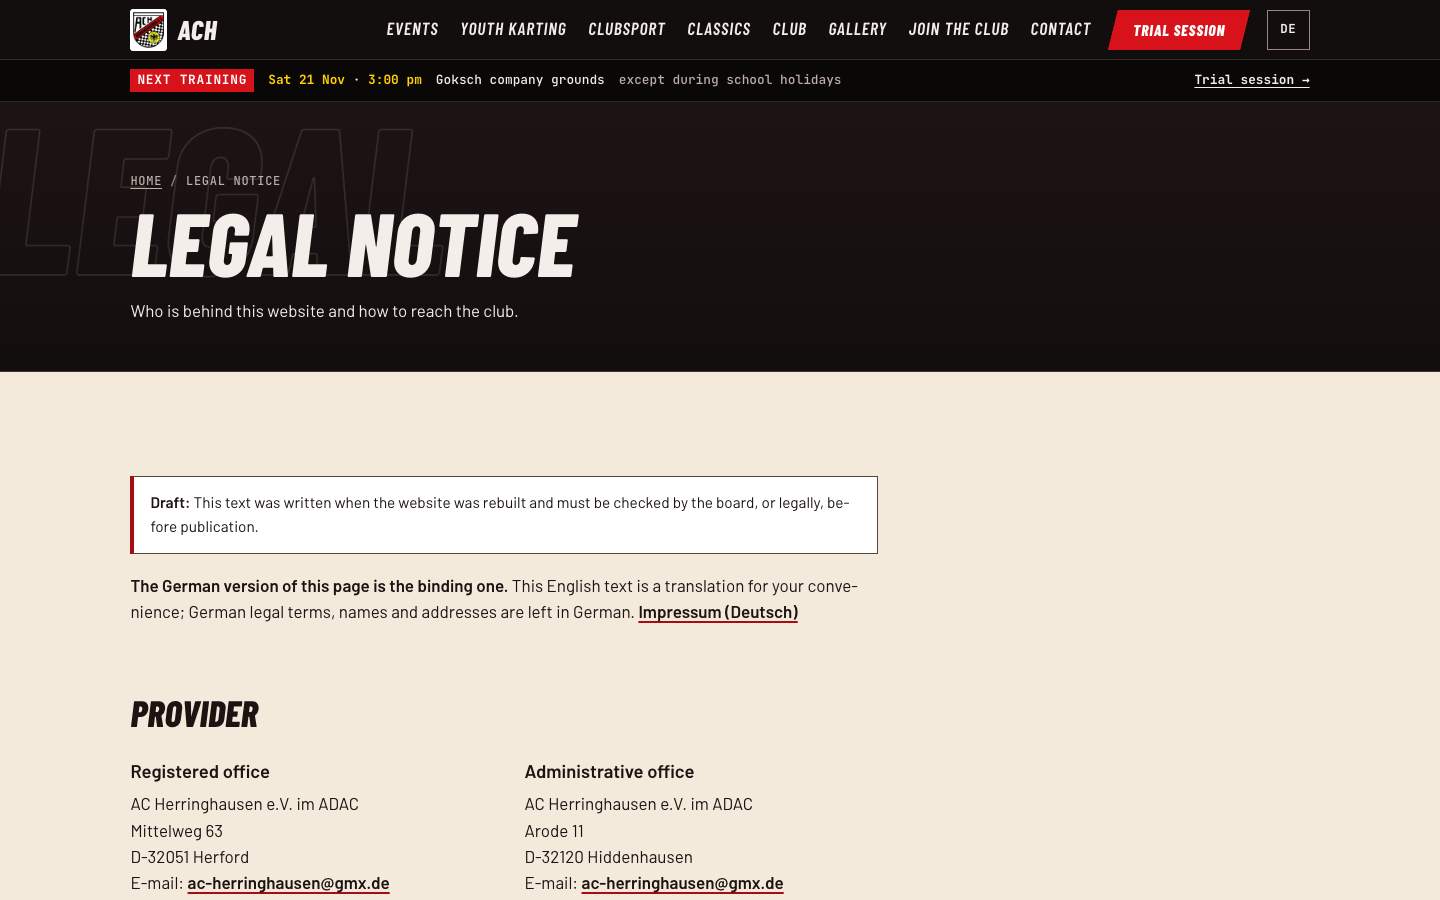 ACH
ACH EVENTS YOUTH KARTING CLUBSPORT CLASSICS CLUB GALLERY JOIN THE CLUB CONTACT TRIAL SESSION DE
NEXT TRAINING Sat 21 Nov · 3:00 pm Goksch company grounds except during school holidays Trial session →
LEGAL
HOME / LEGAL NOTICE
LEGAL NOTICE
Who is behind this website and how to reach the club.
Draft: This text was written when the website was rebuilt and must be checked by the board, or legally, be-
fore publication.
The German version of this page is the binding one. This English text is a translation for your conve-
nience; German legal terms, names and addresses are left in German. Impressum (Deutsch)
PROVIDER
Registered office
AC Herringhausen e.V. im ADAC
Mittelweg 63
D-32051 Herford
E-mail: ac-herringhausen@gmx.de
Administrative office
AC Herringhausen e.V. im ADAC
Arode 11
D-32120 Hiddenhausen
E-mail: ac-herringhausen@gmx.de